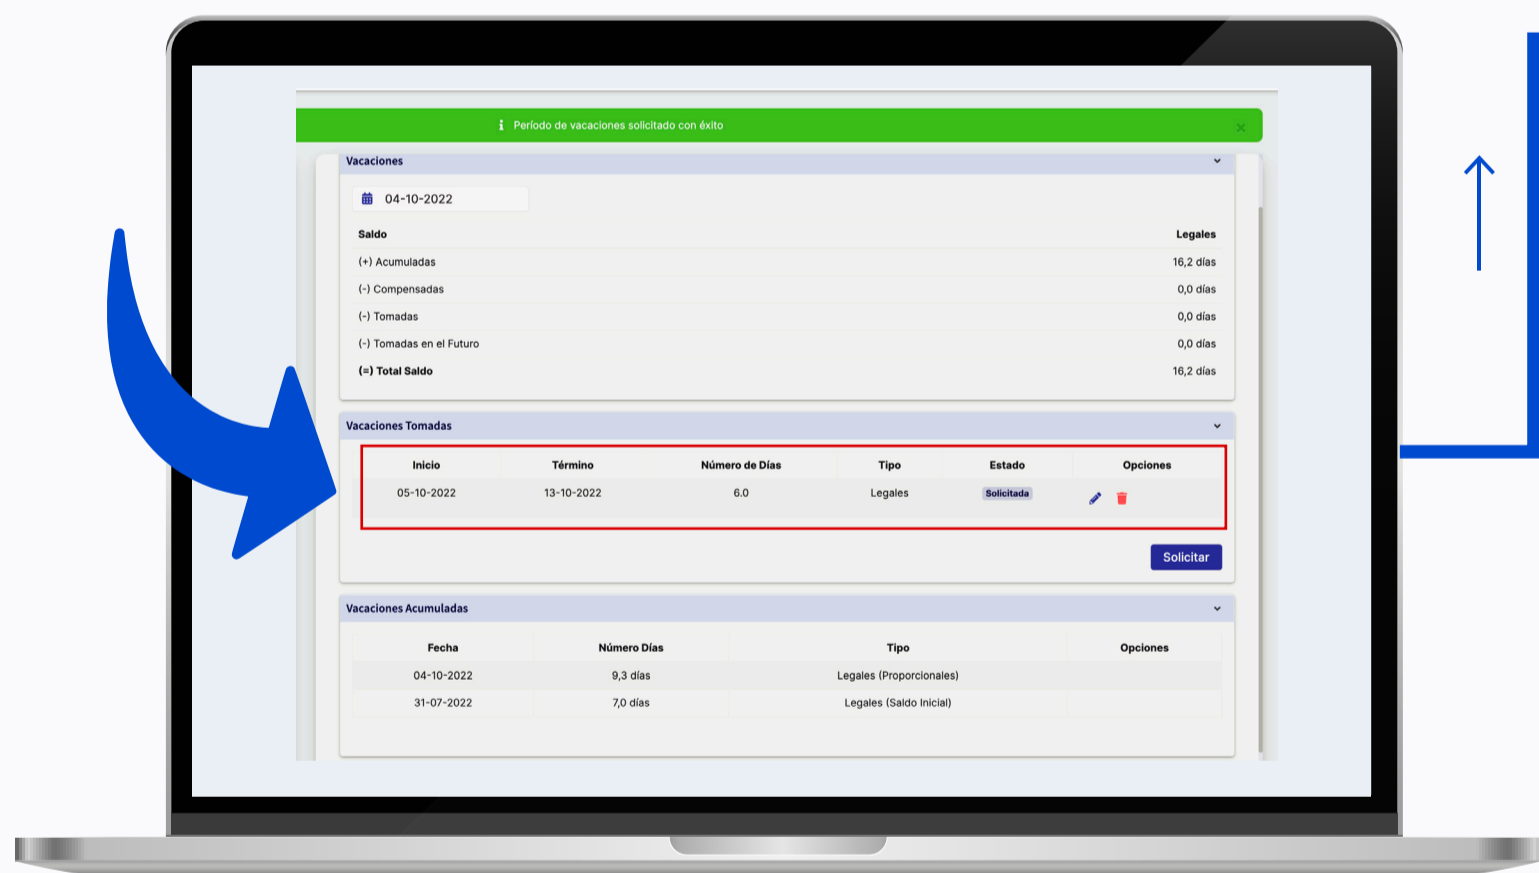 Período de vacaciones solicitado con éxito
Vacaciones
04-10-2022
Saldo Legales
(+) Acumuladas 16,2 días
(-) Compensadas 0,0 días
(-) Tomadas 0,0 días
(-) Tomadas en el Futuro 0,0 días
(=) Total Saldo 16,2 días
Vacaciones Tomadas
Inicio Término Número de Días Tipo Estado Opciones
05-10-2022 13-10-2022 6.0 Legales Solicitada
Solicitar
Vacaciones Acumuladas
Fecha Número Días Tipo Opciones
04-10-2022 9,3 días Legales (Proporcionales)
31-07-2022 7,0 días Legales (Saldo Inicial)